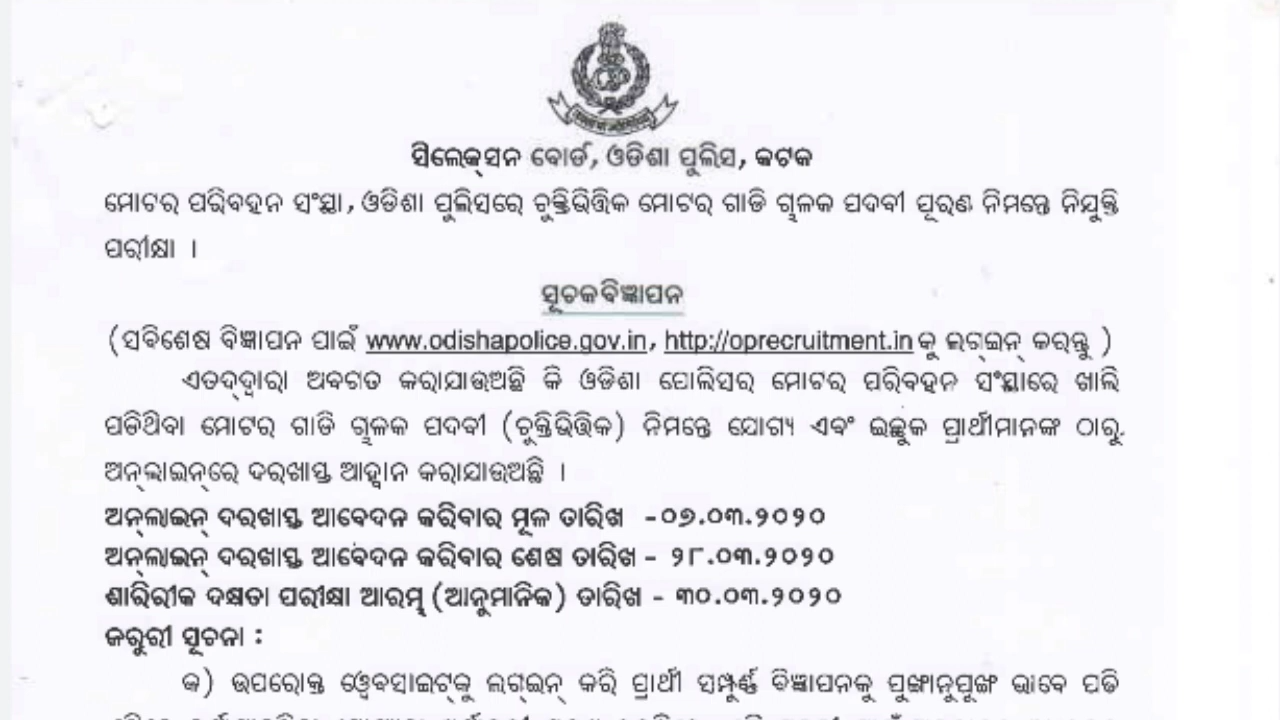 ସିଲେକ୍ସନ ବୋର୍ଡ, ଓଡିଶା ପୁଲିସ, କଟକ
ମୋଟର ପରିବହନ ସଂସ୍ଥା, ଓଡିଶା ପୁଲିସରେ ଚୁକ୍ତିଭିତ୍ତିକ ମୋଟର ଗାଡି ଚାଳକ ପଦବୀ ପୂରଣ ନିମନ୍ତେ ନିଯୁକ୍ତି
ପରୀକ୍ଷା ।
ସୂଚକବିଜ୍ଞାପନ
(ସବିଶେଷ ବିଜ୍ଞାପନ ପାଇଁ www.odishapolice.gov.in, http://oprecruitment.in କୁ ଲଗ୍‌ଇନ୍ କରନ୍ତୁ )
ଏତଦ୍‌ଦ୍ୱାରା ଅବଗତ କରାଯାଉଅଛି କି ଓଡିଶା ପୋଲିସର ମୋଟର ପରିବହନ ସଂସ୍ଥାରେ ଖାଲି
ପଡିଥିବା ମୋଟର ଗାଡି ଚାଳକ ପଦବୀ (ଚୁକ୍ତିଭିତ୍ତିକ) ନିମନ୍ତେ ଯୋଗ୍ୟ ଏବଂ ଇଚ୍ଛୁକ ପ୍ରାର୍ଥୀମାନଙ୍କ ଠାରୁ
ଅନ୍‌ଲାଇନ୍‌ରେ ଦରଖାସ୍ତ ଆହ୍ୱାନ କରାଯାଉଅଛି ।
ଅନ୍‌ଲାଇନ୍ ଦରଖାସ୍ତ ଆବେଦନ କରିବାର ମୂଳ ତାରିଖ -୦୭.୦୩.୨୦୨୦
ଅନ୍‌ଲାଇନ୍ ଦରଖାସ୍ତ ଆବେଦନ କରିବାର ଶେଷ ତାରିଖ - ୨୮.୦୩.୨୦୨୦
ଶାରିରୀକ ଦକ୍ଷତା ପରୀକ୍ଷା ଆରମ୍ଭ (ଆନୁମାନିକ) ତାରିଖ - ୩୦.୦୩.୨୦୨୦
ଜରୁରୀ ସୂଚନା :
କ) ଉପରୋକ୍ତ ୱେବସାଇଟ୍‌କୁ ଲଗ୍‌ଇନ୍ କରି ପ୍ରାର୍ଥୀ ସମ୍ପୂର୍ଣ୍ଣ ବିଜ୍ଞାପନକୁ ପୁଙ୍ଖାନୁପୁଙ୍ଖ ଭାବେ ପଢି